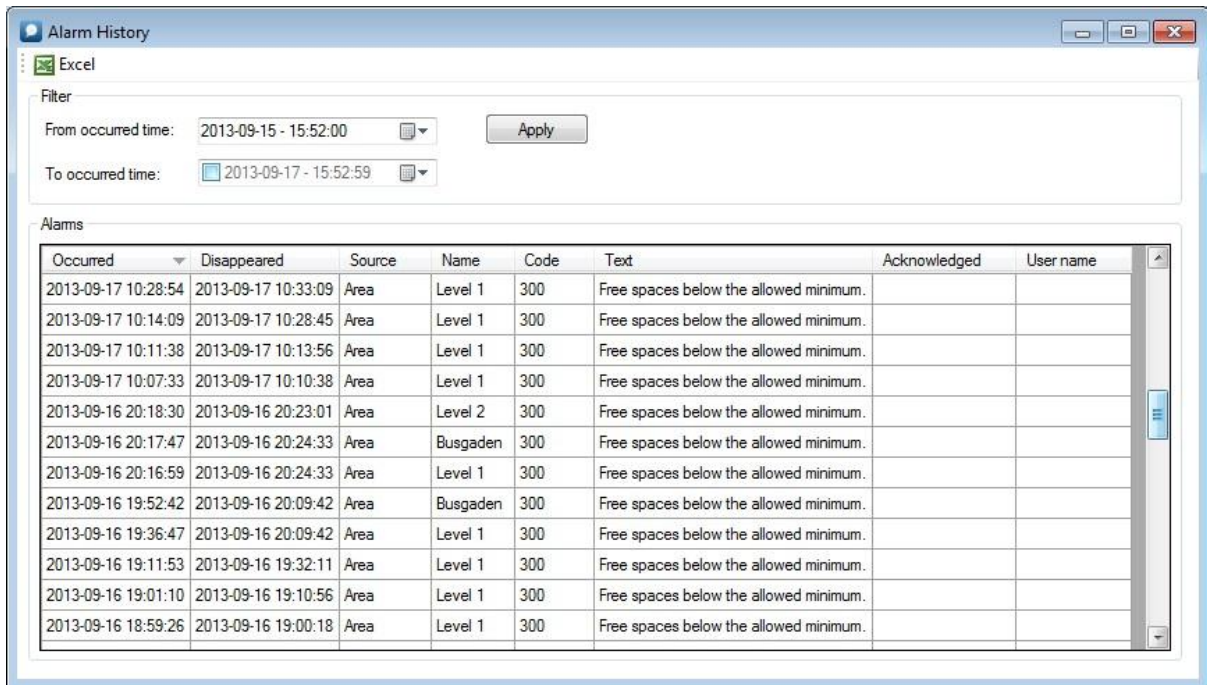 Alarm History
Excel
Filter
From occurred time: 2013-09-15 - 15:52:00 Apply
To occurred time: 2013-09-17 - 15:52:59
Alarms
Occurred Disappeared Source Name Code Text Acknowledged User name
2013-09-17 10:28:54 2013-09-17 10:33:09 Area Level 1 300 Free spaces below the allowed minimum.
2013-09-17 10:14:09 2013-09-17 10:28:45 Area Level 1 300 Free spaces below the allowed minimum.
2013-09-17 10:11:38 2013-09-17 10:13:56 Area Level 1 300 Free spaces below the allowed minimum.
2013-09-17 10:07:33 2013-09-17 10:10:38 Area Level 1 300 Free spaces below the allowed minimum.
2013-09-16 20:18:30 2013-09-16 20:23:01 Area Level 2 300 Free spaces below the allowed minimum.
2013-09-16 20:17:47 2013-09-16 20:24:33 Area Busgaden 300 Free spaces below the allowed minimum.
2013-09-16 20:16:59 2013-09-16 20:24:33 Area Level 1 300 Free spaces below the allowed minimum.
2013-09-16 19:52:42 2013-09-16 20:09:42 Area Busgaden 300 Free spaces below the allowed minimum.
2013-09-16 19:36:47 2013-09-16 20:09:42 Area Level 1 300 Free spaces below the allowed minimum.
2013-09-16 19:11:53 2013-09-16 19:32:11 Area Level 1 300 Free spaces below the allowed minimum.
2013-09-16 19:01:10 2013-09-16 19:10:56 Area Level 1 300 Free spaces below the allowed minimum.
2013-09-16 18:59:26 2013-09-16 19:00:18 Area Level 1 300 Free spaces below the allowed minimum.